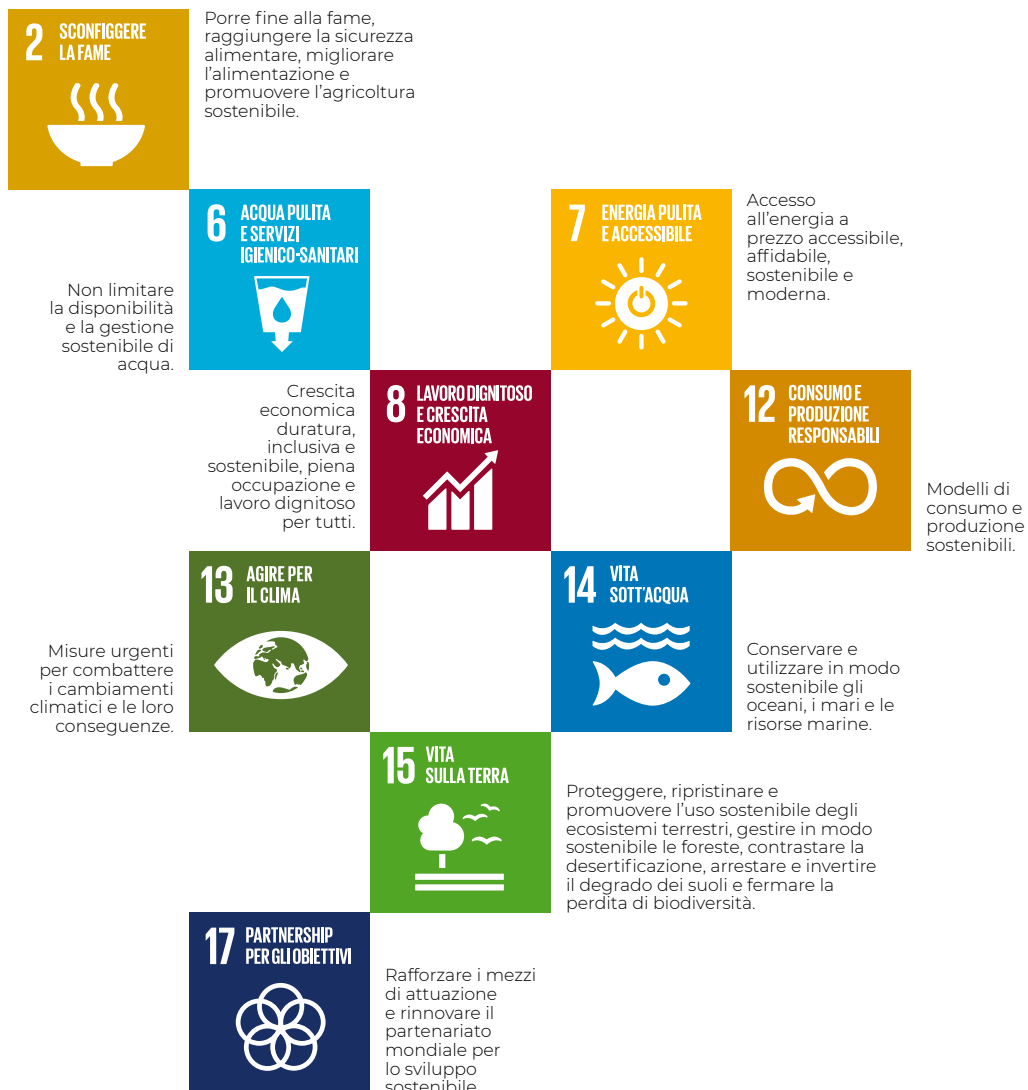 2 SCONFIGGERE
LA FAME
Porre fine alla fame,
raggiungere la sicurezza
alimentare, migliorare
l'alimentazione e
promuovere l'agricoltura
sostenibile.
6 ACQUA PULITA
E SERVIZI
IGIENICO-SANITARI
Non limitare
la disponibilità
e la gestione
sostenibile di
acqua.
7 ENERGIA PULITA
E ACCESSIBILE
Accesso
all'energia a
prezzo accessibile,
affidabile,
sostenibile e
moderna.
8 LAVORO DIGNITOSO
E CRESCITA
ECONOMICA
Crescita
economica
duratura,
inclusiva e
sostenibile, piena
occupazione e
lavoro dignitoso
per tutti.
12 CONSUMO E
PRODUZIONE
RESPONSABILI
Modelli di
consumo e
produzione
sostenibili.
13 AGIRE PER
IL CLIMA
Misure urgenti
per combattere
i cambiamenti
climatici e le loro
conseguenze.
14 VITA
SOTT'ACQUA
Conservare e
utilizzare in modo
sostenibile gli
oceani, i mari e le
risorse marine.
15 VITA
SULLA TERRA
Proteggere, ripristinare e
promuovere l'uso sostenibile degli
ecosistemi terrestri, gestire in modo
sostenibile le foreste, contrastare la
desertificazione, arrestare e invertire
il degrado dei suoli e fermare la
perdita di biodiversità.
17 PARTNERSHIP
PER GLI OBIETTIVI
Rafforzare i mezzi
di attuazione
e rinnovare il
partenariato
mondiale per
lo sviluppo
sostenibile